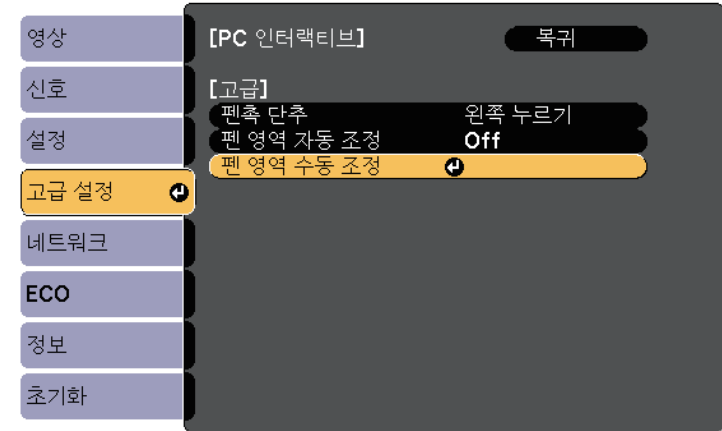 영상
신호
설정
고급 설정
네트워크
ECO
정보
초기화
[PC 인터랙티브] 복귀
[고급]
펜촉 단추 왼쪽 누르기
펜 영역 자동 조정 Off
펜 영역 수동 조정